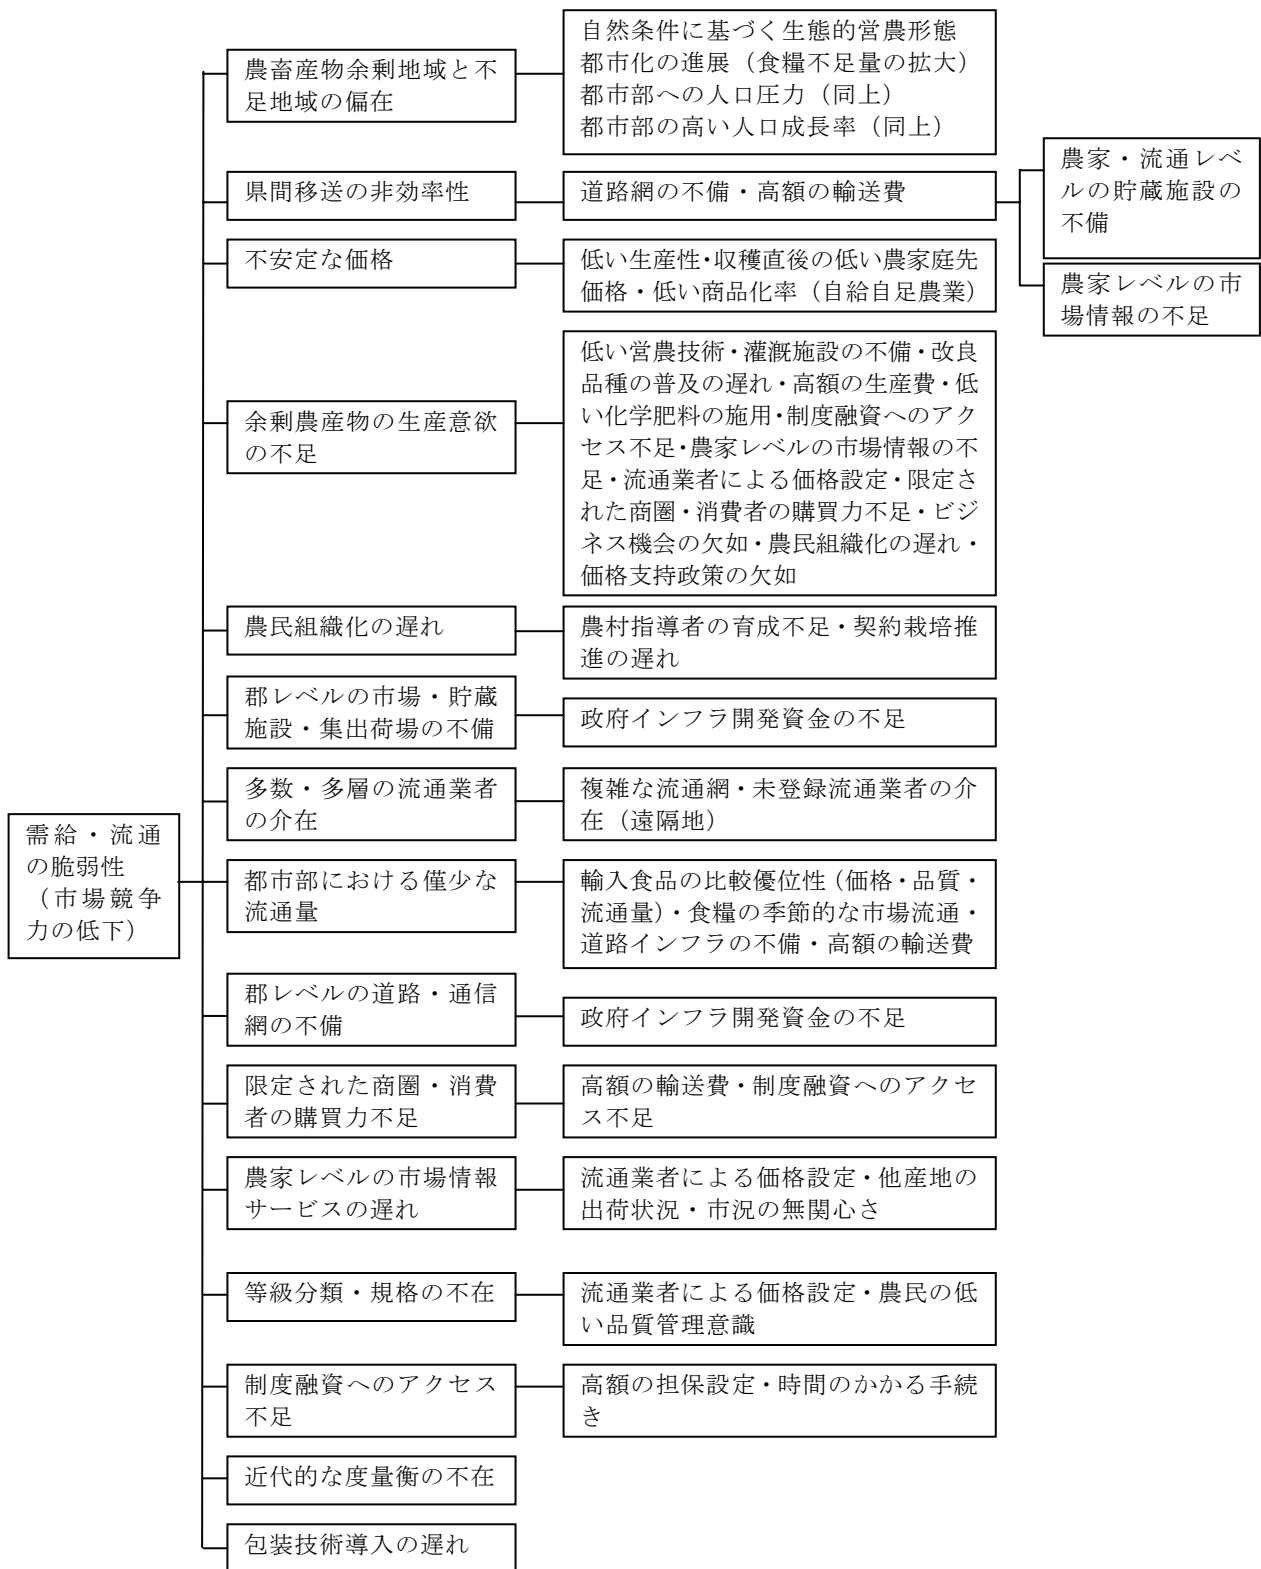 農畜産物余剰地域と不
足地域の偏在
自然条件に基づく生態的営農形態
都市化の進展（食糧不足量の拡大）
都市部への人口圧力（同上）
都市部の高い人口成長率（同上）
県間移送の非効率性
道路網の不備・高額の輸送費
農家・流通レベ
ルの貯蔵施設の
不備
農家レベルの市
場情報の不足
不安定な価格
低い生産性・収穫直後の低い農家庭先
価格・低い商品化率（自給自足農業）
余剰農産物の生産意欲
の不足
低い営農技術・灌漑施設の不備・改良
品種の普及の遅れ・高額の生産費・低
い化学肥料の施用・制度融資へのアク
セス不足・農家レベルの市場情報の不
足・流通業者による価格設定・限定さ
れた商圏・消費者の購買力不足・ビジ
ネス機会の欠如・農民組織化の遅れ・
価格支持政策の欠如
農民組織化の遅れ
農村指導者の育成不足・契約栽培推
進の遅れ
郡レベルの市場・貯蔵
施設・集出荷場の不備
政府インフラ開発資金の不足
多数・多層の流通業者
の介在
複雑な流通網・未登録流通業者の介
在（遠隔地）
需給・流通
の脆弱性
（市場競争
力の低下）
都市部における僅少な
流通量
輸入食品の比較優位性（価格・品質・
流通量）・食糧の季節的な市場流通・
道路インフラの不備・高額の輸送費
郡レベルの道路・通信
網の不備
政府インフラ開発資金の不足
限定された商圏・消費
者の購買力不足
高額の輸送費・制度融資へのアクセ
ス不足
農家レベルの市場情報
サービスの遅れ
流通業者による価格設定・他産地の
出荷状況・市況の無関心さ
等級分類・規格の不在
流通業者による価格設定・農民の低
い品質管理意識
制度融資へのアクセス
不足
高額の担保設定・時間のかかる手続
き
近代的な度量衡の不在
包装技術導入の遅れ